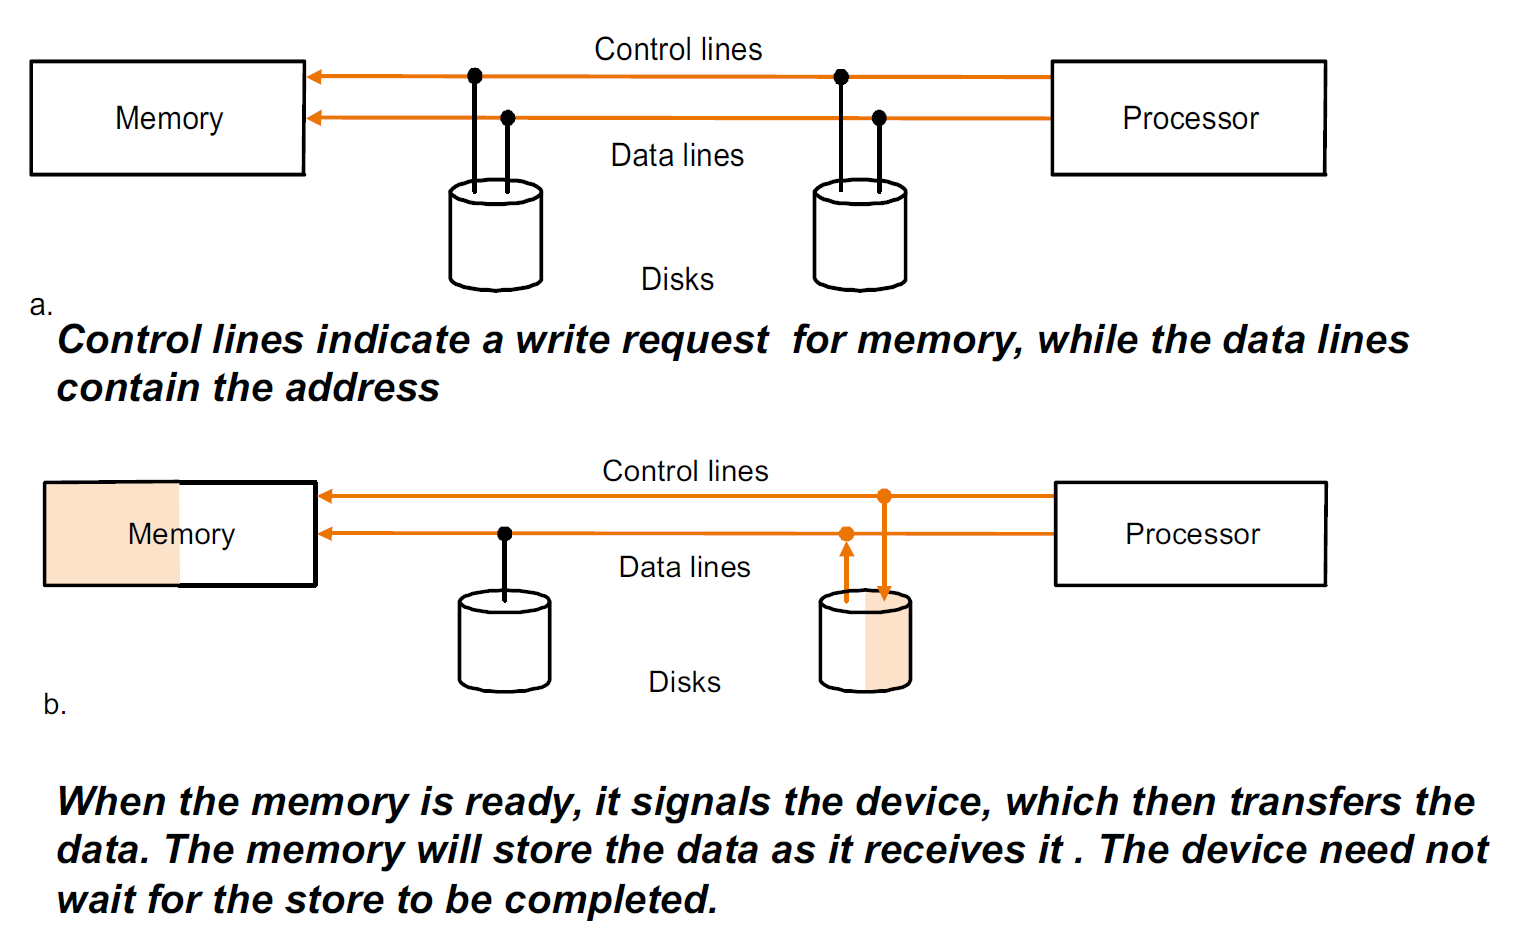 Control lines
Memory
Processor
Data lines
Disks
a.
Control lines indicate a write request for memory, while the data lines
contain the address
Control lines
Memory
Processor
Data lines
Disks
b.
When the memory is ready, it signals the device, which then transfers the
data. The memory will store the data as it receives it . The device need not
wait for the store to be completed.